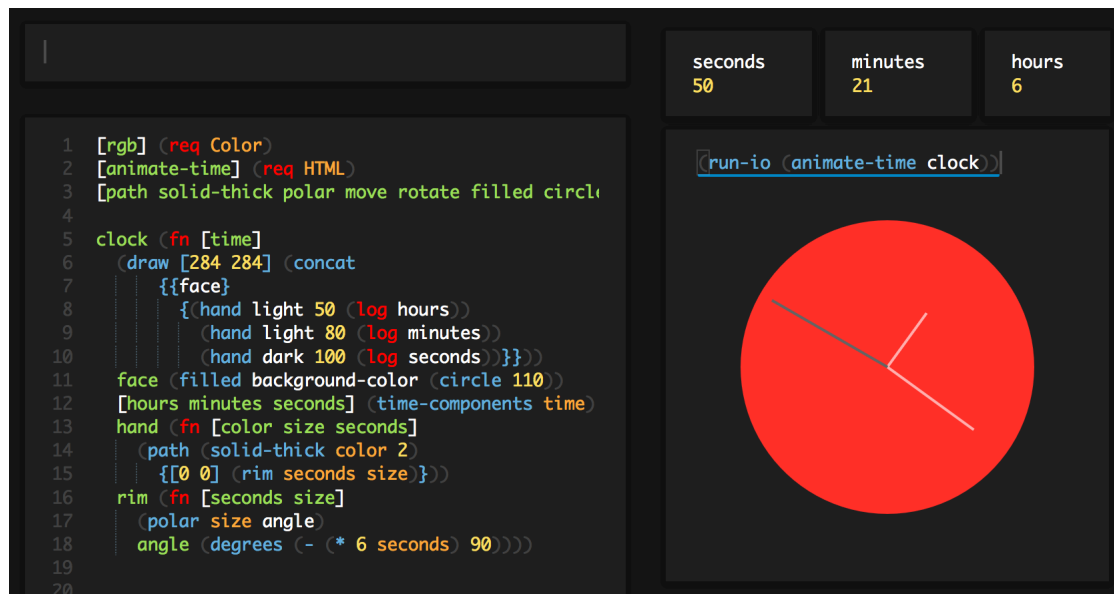 seconds
50
minutes
21
hours
6
1 [rgb] (req Color)
2 [animate-time] (req HTML)
3 [path solid-thick polar move rotate filled
4
5 clock (fn [time]
6 (draw [284 284] (concat
7 {{face}
8 {(hand light 50 (log hours))
9 (hand light 80 (log minutes))
10 (hand dark 100 (log seconds))}}))
11 face (filled background-color (circle 110))
12 [hours minutes seconds] (time-components time)
13 hand (fn [color size seconds]
14 (path (solid-thick color 2)
15 {[0 0] (rim seconds size)}))
16 rim (fn [seconds size]
17 (polar size angle)
18 angle (degrees (- (* 6 seconds) 90))))
19
20
(run-io (animate-time clock))